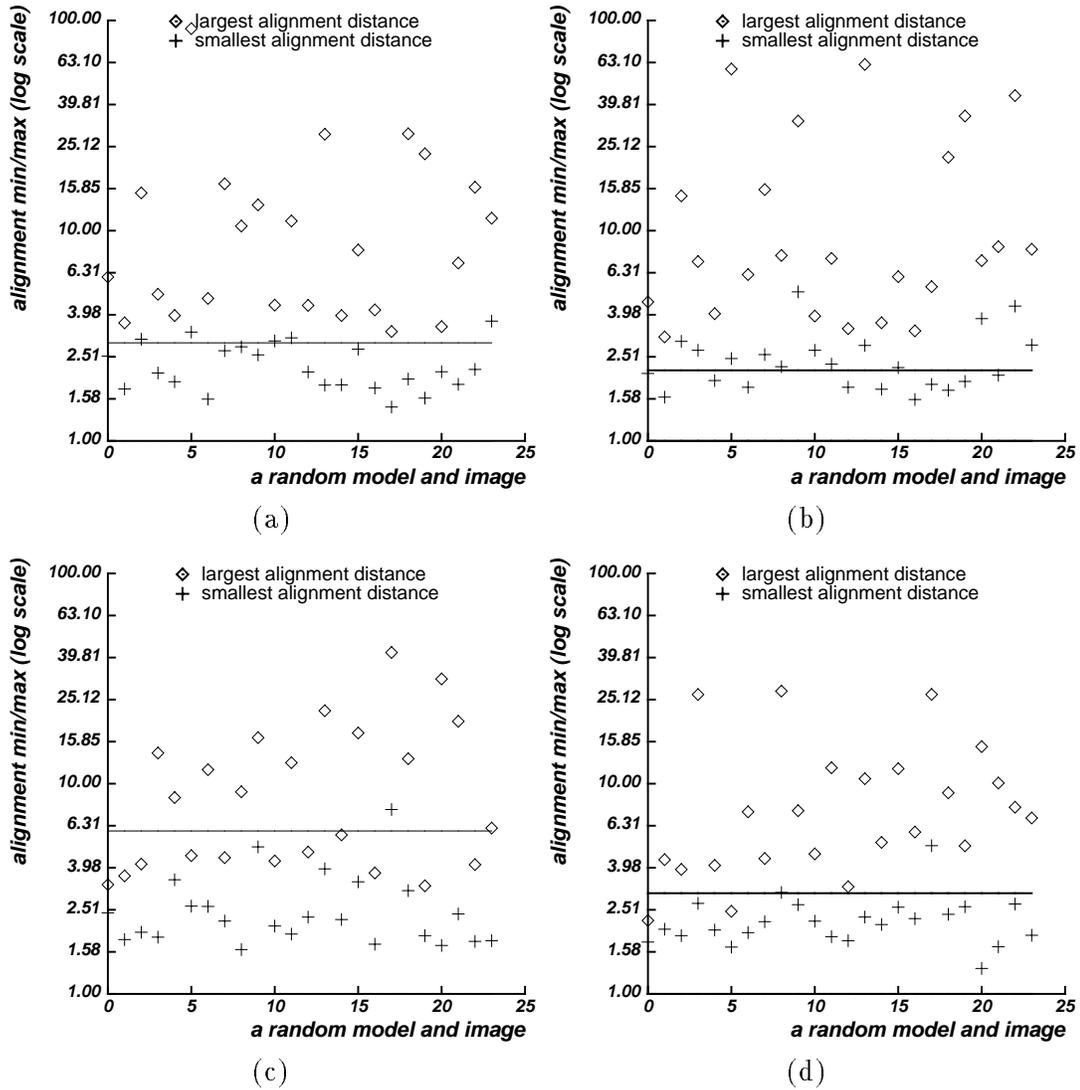 alignment min/max (log scale)
100.00
63.10
39.81
25.12
15.85
10.00
6.31
3.98
2.51
1.58
1.00
largest alignment distance
smallest alignment distance
0 5 10 15 20 25
a random model and image
(a)
alignment min/max (log scale)
100.00
63.10
39.81
25.12
15.85
10.00
6.31
3.98
2.51
1.58
1.00
largest alignment distance
smallest alignment distance
0 5 10 15 20 25
a random model and image
(b)
alignment min/max (log scale)
100.00
63.10
39.81
25.12
15.85
10.00
6.31
3.98
2.51
1.58
1.00
largest alignment distance
smallest alignment distance
0 5 10 15 20 25
a random model and image
(c)
alignment min/max (log scale)
100.00
63.10
39.81
25.12
15.85
10.00
6.31
3.98
2.51
1.58
1.00
largest alignment distance
smallest alignment distance
0 5 10 15 20 25
a random model and image
(d)